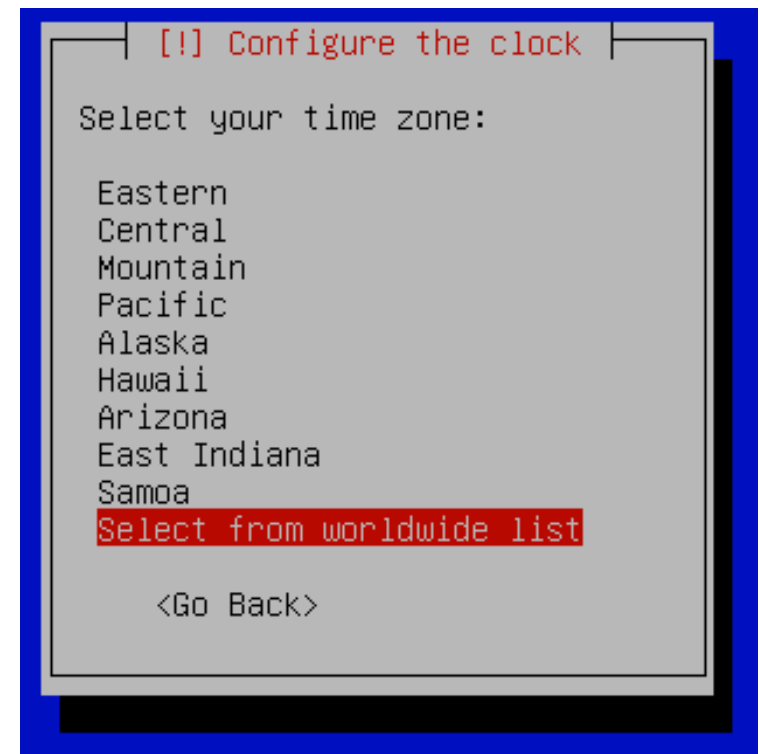 [!] Configure the clock
Select your time zone:
Eastern
Central
Mountain
Pacific
Alaska
Hawaii
Arizona
East Indiana
Samoa
Select from worldwide list
<Go Back>